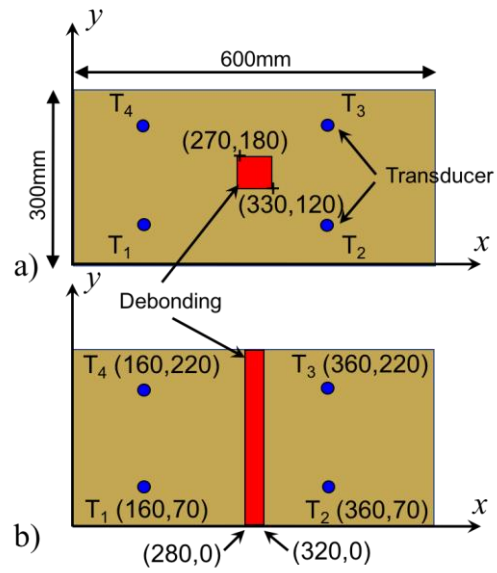 y
600mm
T4
T3
(270,180)
Transducer
300mm
(330,120)
T1
T2
x
a)
Debonding
y
T4 (160,220)
T3 (360,220)
T1 (160,70)
T2 (360,70)
x
b)
(280,0)
(320,0)